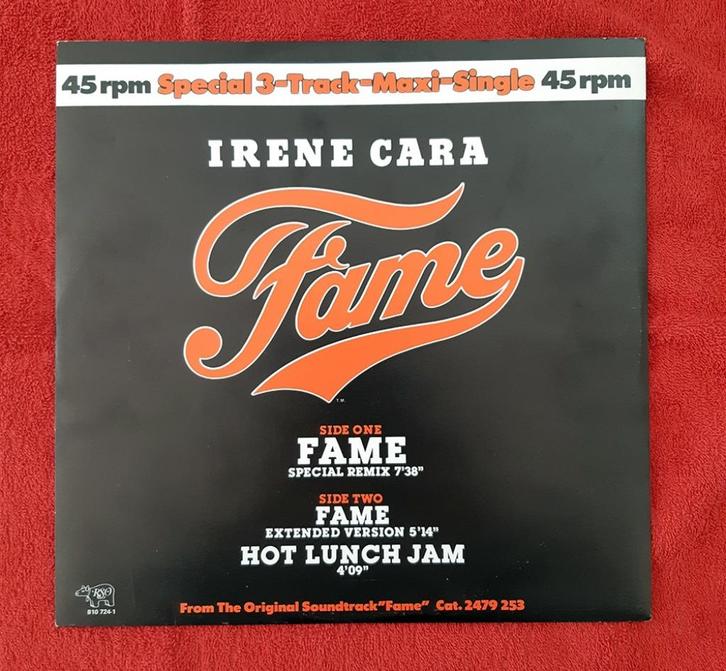 45 rpm Special 3-Track-Maxi-Single 45 rpm
IRENE CARA
Fame
T.M.
SIDE ONE
FAME
SPECIAL REMIX 7'38"
SIDE TWO
FAME
EXTENDED VERSION 5'14"
HOT LUNCH JAM
4'09"
RSO
810 724-1
From The Original Soundtrack "Fame" Cat. 2479 253